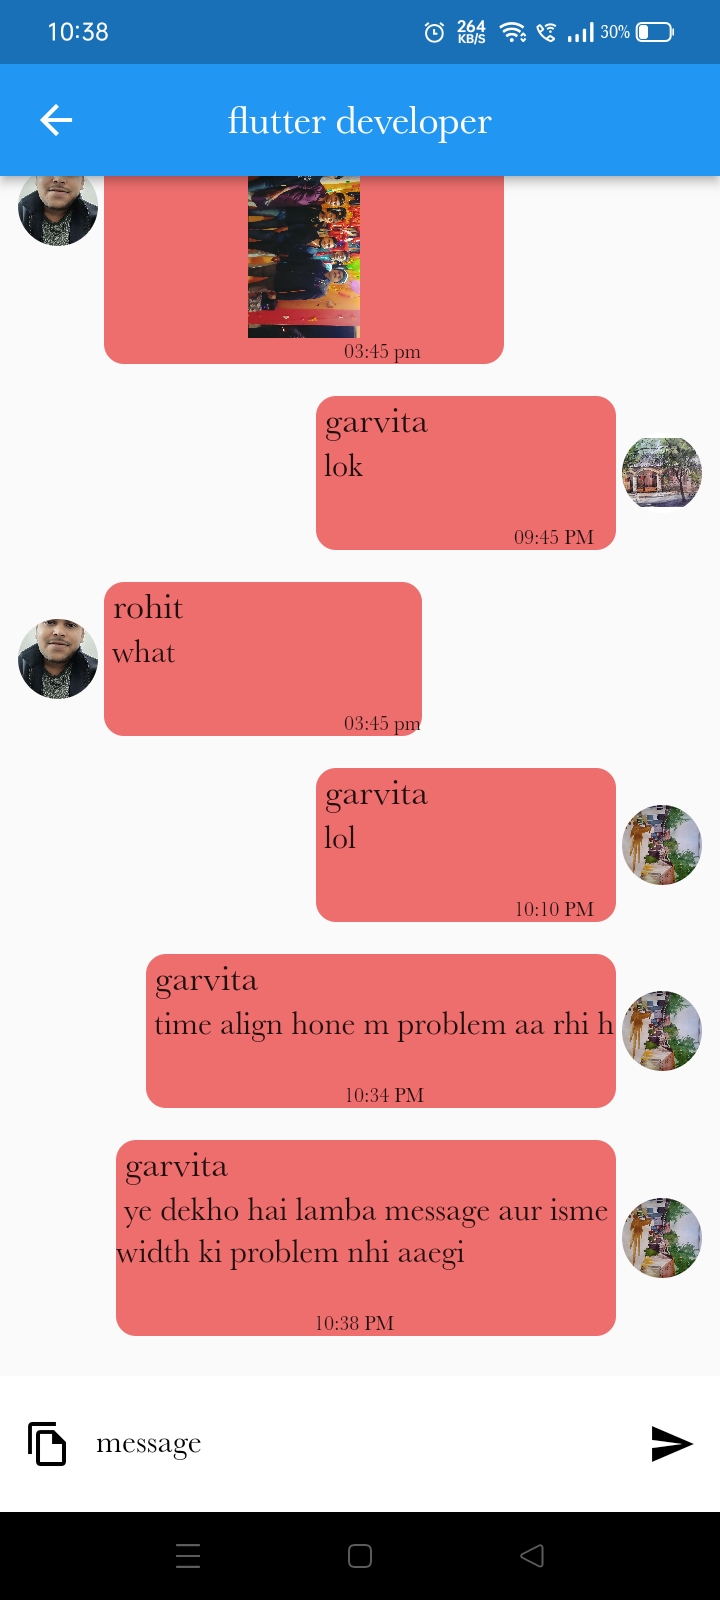 10:38
264
KB/S
30%
flutter developer
03:45 pm
garvita
lok
09:45 PM
rohit
what
03:45 pm
garvita
lol
10:10 PM
garvita
time align hone m problem aa rhi h
10:34 PM
garvita
ye dekho hai lamba message aur isme
width ki problem nhi aaegi
10:38 PM
message